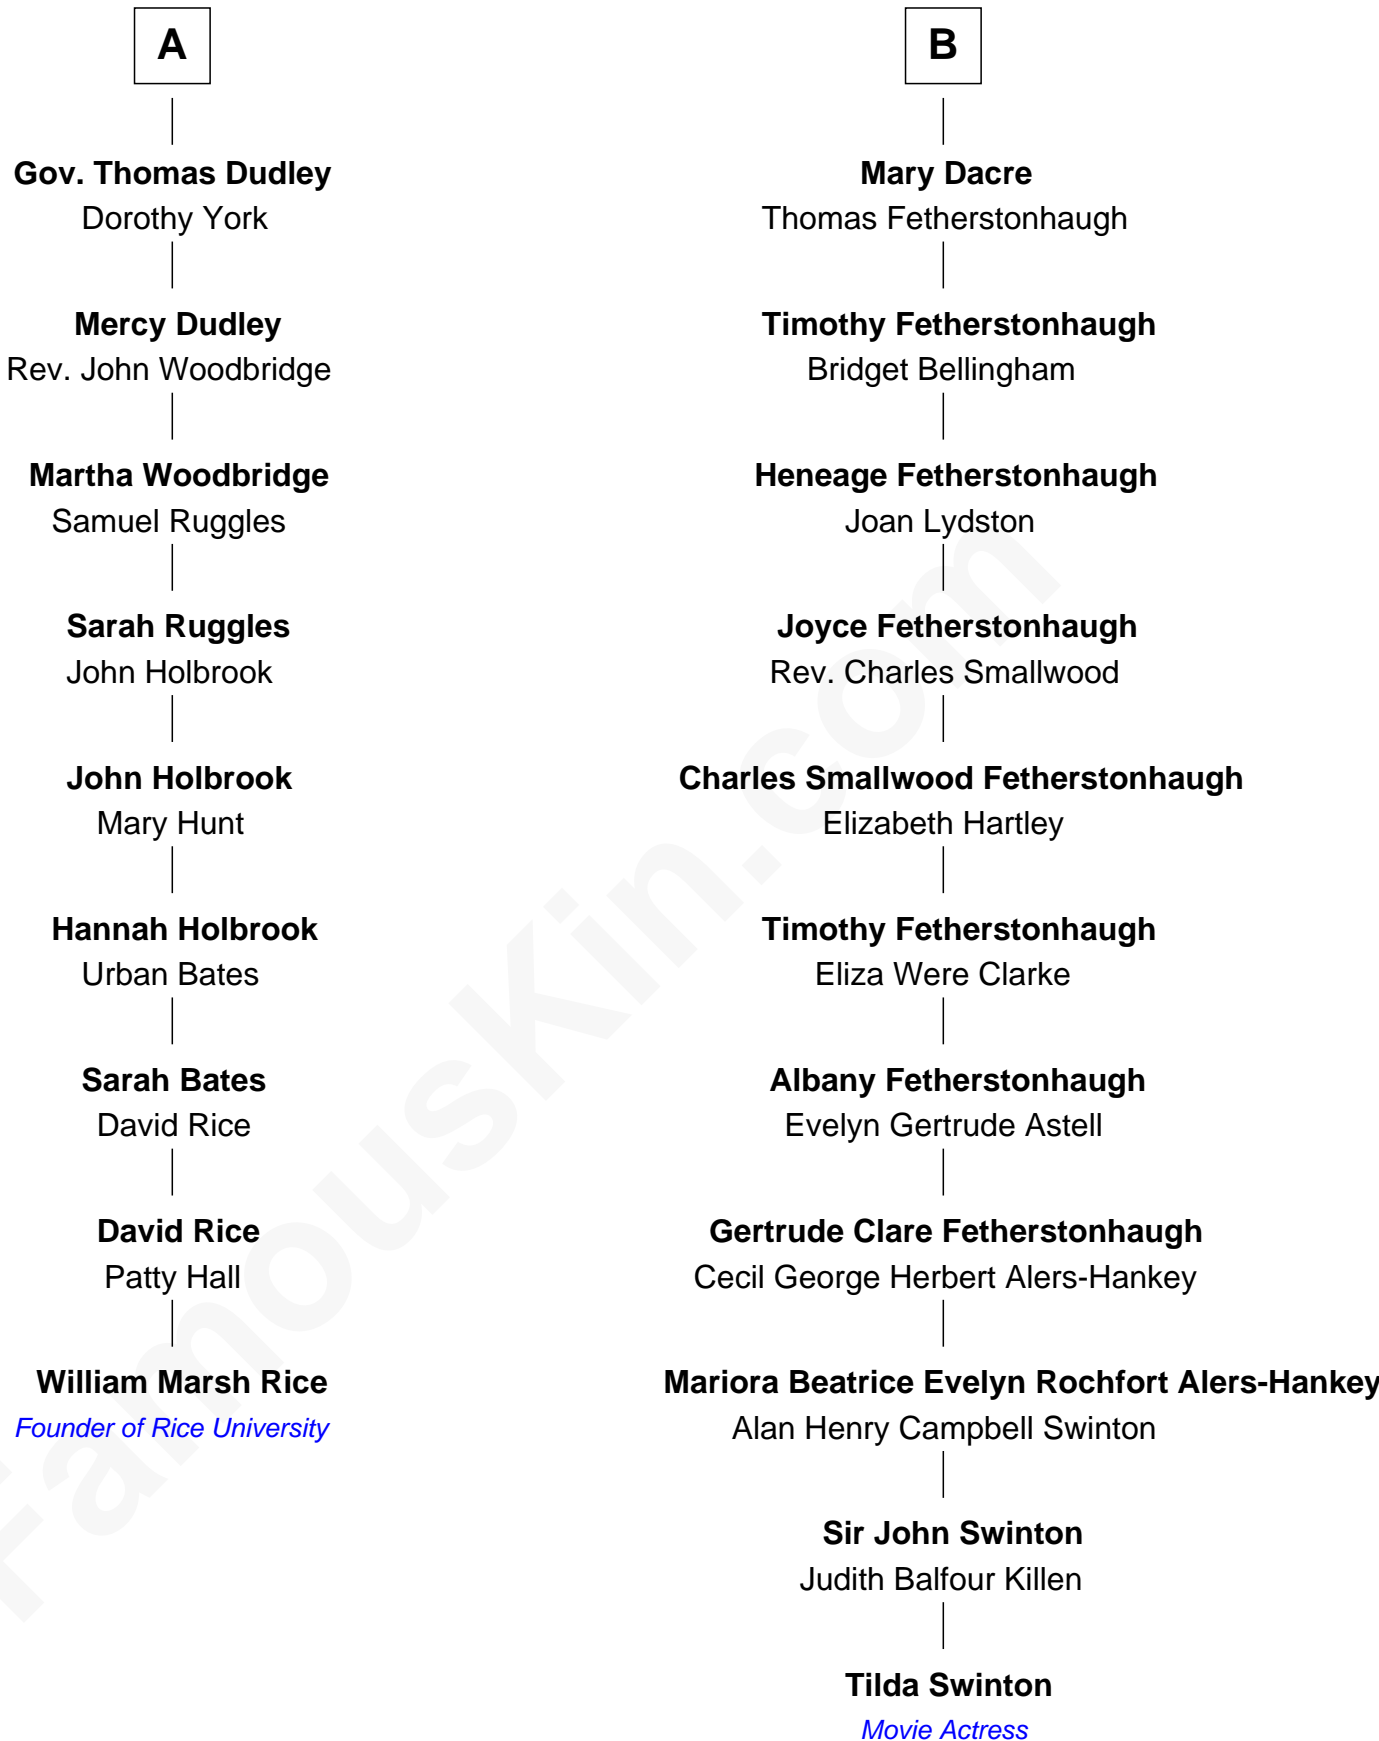 A
Gov. Thomas Dudley
Dorothy York
Mercy Dudley
Rev. John Woodbridge
Martha Woodbridge
Samuel Ruggles
Sarah Ruggles
John Holbrook
John Holbrook
Mary Hunt
Hannah Holbrook
Urban Bates
Sarah Bates
David Rice
David Rice
Patty Hall
William Marsh Rice
Founder of Rice University
B
Mary Dacre
Thomas Fetherstonhaugh
Timothy Fetherstonhaugh
Bridget Bellingham
Heneage Fetherstonhaugh
Joan Lydston
Joyce Fetherstonhaugh
Rev. Charles Smallwood
Charles Smallwood Fetherstonhaugh
Elizabeth Hartley
Timothy Fetherstonhaugh
Eliza Were Clarke
Albany Fetherstonhaugh
Evelyn Gertrude Astell
Gertrude Clare Fetherstonhaugh
Cecil George Herbert Alers-Hankey
Mariora Beatrice Evelyn Rochfort Alers-Hankey
Alan Henry Campbell Swinton
Sir John Swinton
Judith Balfour Killen
Tilda Swinton
Movie Actress
FamousKin.com